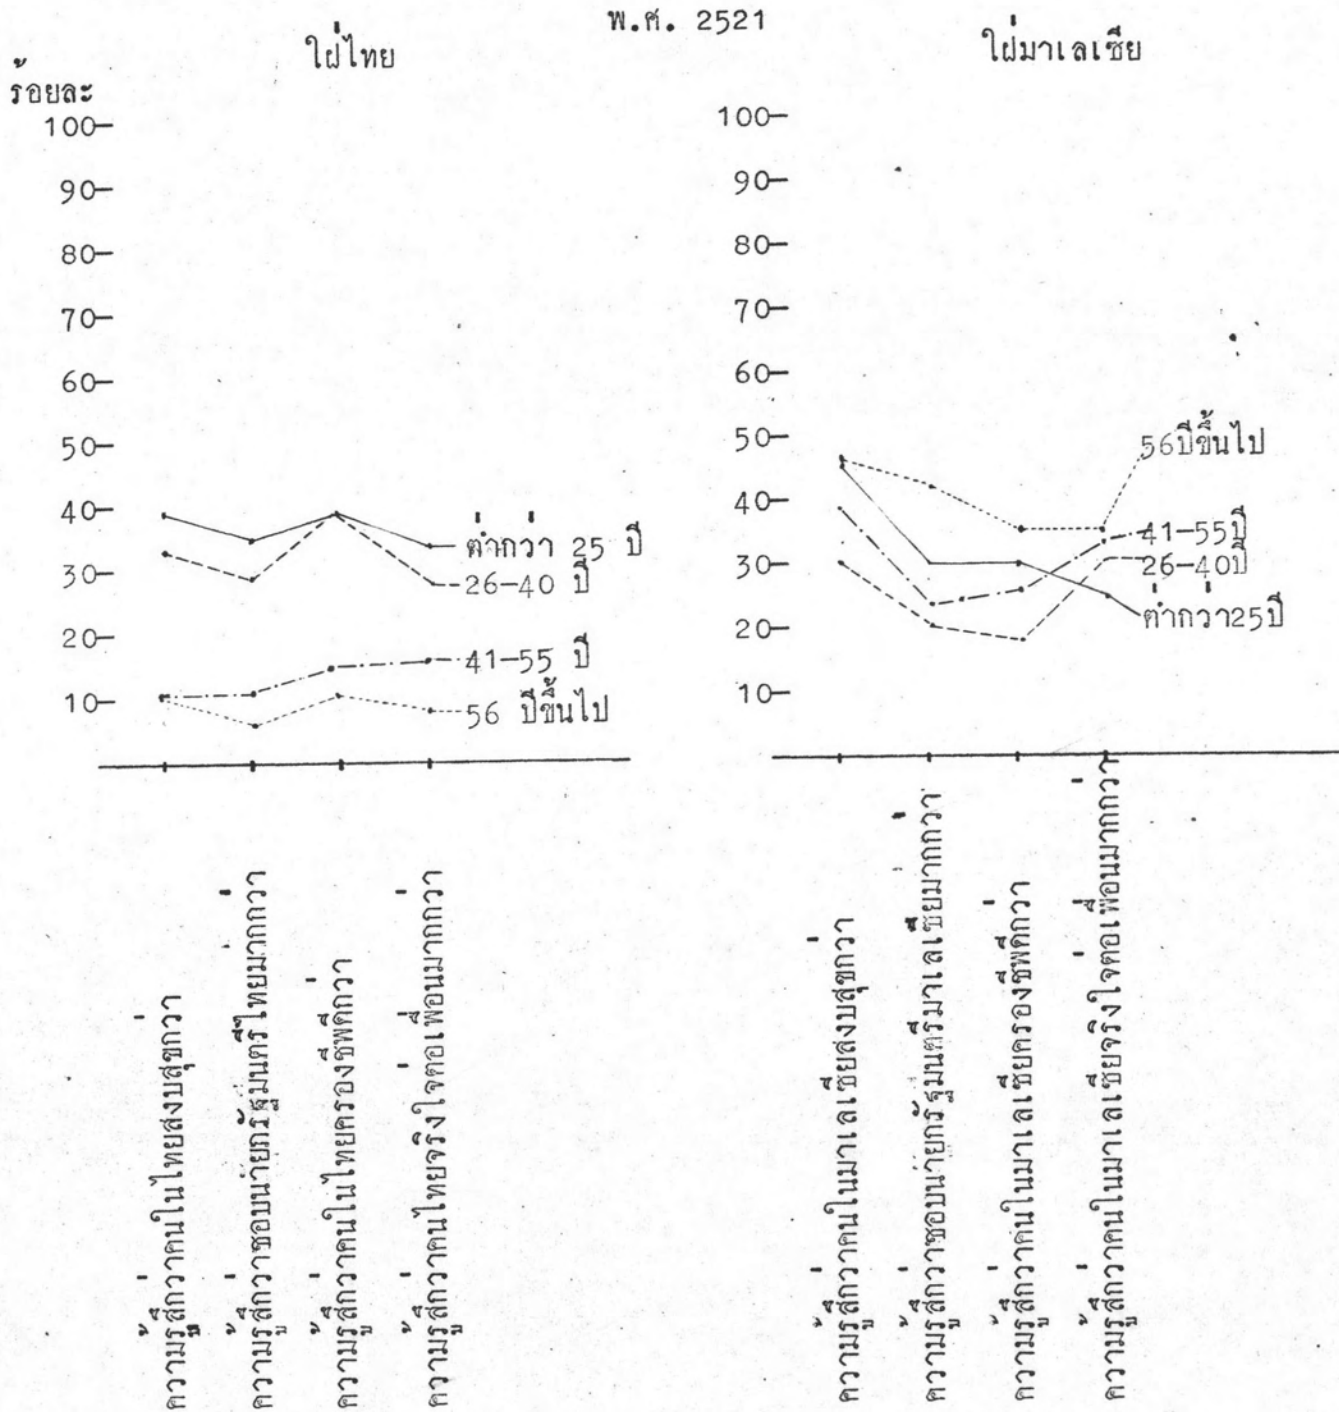 พ.ศ. 2521
ใฝ่ไทย
ร้อยละ
100
90
80
70
60
50
40
30
20
10
ต่ำกว่า 25 ปี
26-40 ปี
41-55 ปี
56 ปีขึ้นไป
ความรู้สึกว่าคนในไทยสงบสุขกว่า
ความรู้สึกว่าชอบนายกรัฐมนตรีไทยมากกว่า
ความรู้สึกว่าคนในไทยครองชีพดีกว่า
ความรู้สึกว่าคนไทยจริงใจต่อเพื่อนมากกว่า
ใฝ่มาเลเซีย
100
90
80
70
60
50
40
30
20
10
56ปีขึ้นไป
41-55ปี
26-40ปี
ต่ำกว่า25ปี
ความรู้สึกว่าคนในมาเลเซียสงบสุขกว่า
ความรู้สึกว่าชอบนายกรัฐมนตรีมาเลเซียมากกว่า
ความรู้สึกว่าคนในมาเลเซียครองชีพดีกว่า
ความรู้สึกว่าคนในมาเลเซียจริงใจต่อเพื่อนมากกว่า